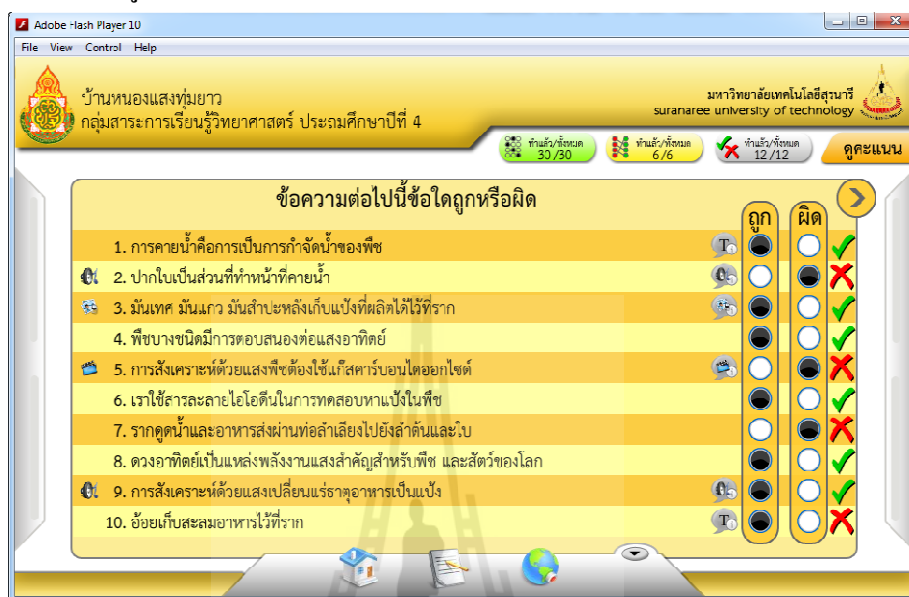 Adobe Flash Player 10
File View Control Help
บ้านหนองแสงทุ่มยาว
กลุ่มสาระการเรียนรู้วิทยาศาสตร์ ประถมศึกษาปีที่ 4
มหาวิทยาลัยเทคโนโลยีสุรนารี
suranaree university of technology
ทำแล้ว/ทั้งหมด
30/30
ทำแล้ว/ทั้งหมด
6/6
ทำแล้ว/ทั้งหมด
12/12
ดูคะแนน
ข้อความต่อไปนี้ข้อใดถูกหรือผิด
ถูก ผิด
1. การคายน้ำคือการเป็นการกำจัดน้ำของพืช
2. ปากใบเป็นส่วนที่ทำหน้าที่คายน้ำ
3. มันเทศ มันแกว มันสำปะหลังเก็บแป้งที่ผลิตได้ไว้ที่ราก
4. พืชบางชนิดมีการตอบสนองต่อแสงอาทิตย์
5. การสังเคราะห์ด้วยแสงพืชต้องใช้แก๊สคาร์บอนไดออกไซด์
6. เราใช้สารละลายไอโอดีนในการทดสอบหาแป้งในพืช
7. รากดูดน้ำและอาหารส่งผ่านท่อลำเลียงไปยังลำต้นและใบ
8. ดวงอาทิตย์เป็นแหล่งพลังงานแสงสำคัญสำหรับพืช และสัตว์ของโลก
9. การสังเคราะห์ด้วยแสงเปลี่ยนแร่ธาตุอาหารเป็นแป้ง
10. อ้อยเก็บสะสมอาหารไว้ที่ราก